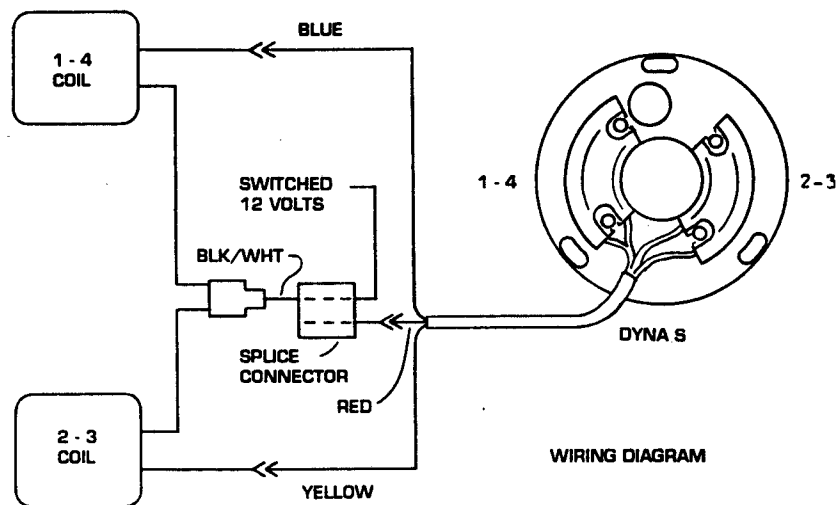 BLUE
1 - 4
COIL
SWITCHED
12 VOLTS
1 - 4
2 - 3
BLK/WHT
DYNA S
SPLICE
CONNECTOR
RED
2 - 3
COIL
WIRING DIAGRAM
YELLOW